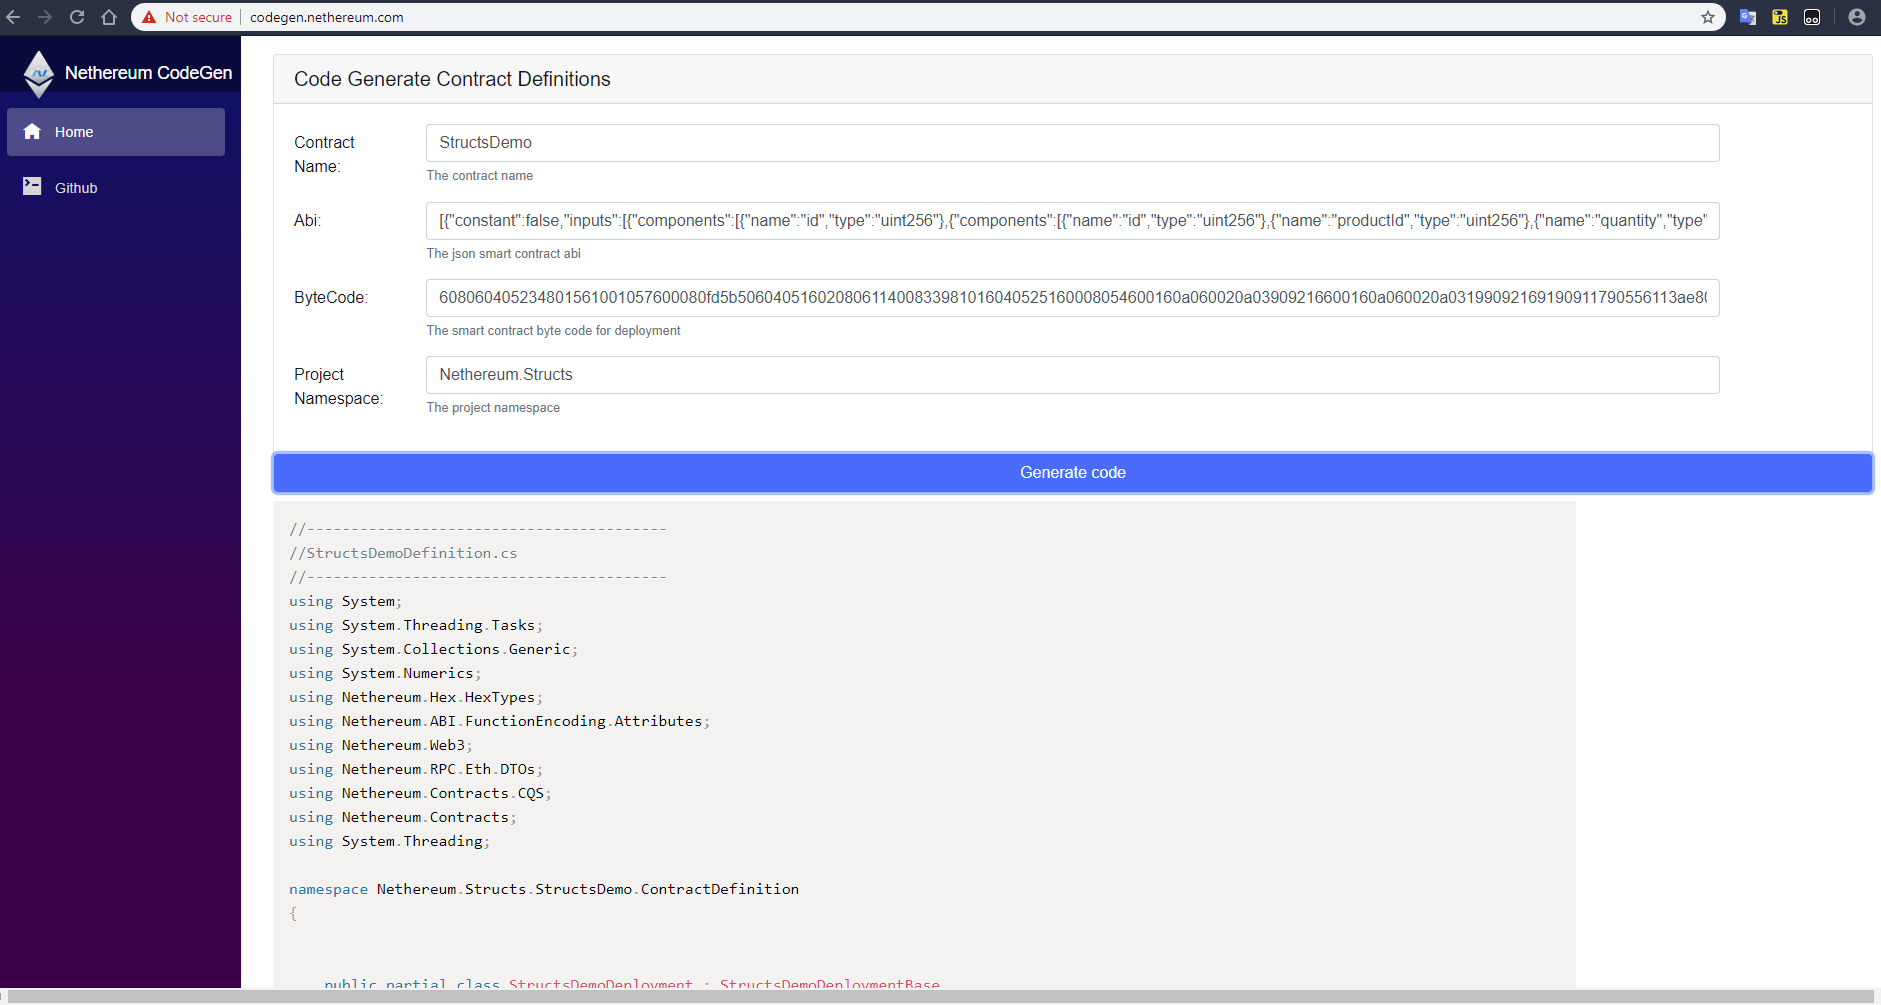 Not secure | codegen.nethereum.com
Nethereum CodeGen
Home
Github
Code Generate Contract Definitions
Contract Name:
StructsDemo
The contract name
Abi:
[{"constant":false,"inputs":[{"components":[{"name":"id","type":"uint256"},{"components":[{"name":"id","type":"uint256"},{"name":"productId","type":"uint256"},{"name":"quantity","type"
The json smart contract abi
ByteCode:
608060405234801561001057600080fd5b506040516020806114008339810160405251600080546001 60a060020a03909216600160a060020a0319909216919091179055 6113ae80
The smart contract byte code for deployment
Project Namespace:
Nethereum.Structs
The project namespace
Generate code
//-----------------------------------------
//StructsDemoDefinition.cs
//-----------------------------------------
using System;
using System.Threading.Tasks;
using System.Collections.Generic;
using System.Numerics;
using Nethereum.Hex.HexTypes;
using Nethereum.ABI.FunctionEncoding.Attributes;
using Nethereum.Web3;
using Nethereum.RPC.Eth.DTOs;
using Nethereum.Contracts.CQS;
using Nethereum.Contracts;
using System.Threading;
namespace Nethereum.Structs.StructsDemo.ContractDefinition
{
public partial class StructsDemoDeployment : StructsDemoDeploymentBase